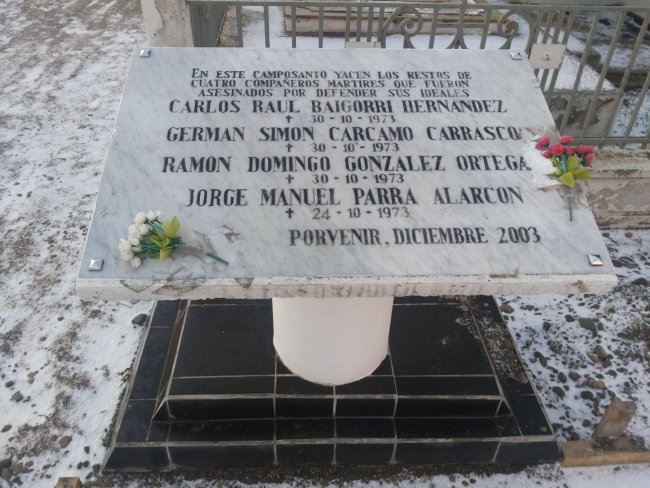 EN ESTE CAMPOSANTO YACEN LOS RESTOS DE
CUATRO COMPAÑEROS MARTIRES QUE FUERON
ASESINADOS POR DEFENDER SUS IDEALES
CARLOS RAUL BAIGORRI HERNANDEZ
✝ 30-10-1973
GERMAN SIMON CARCAMO CARRASCO
✝ 30-10-1973
RAMON DOMINGO GONZALEZ ORTEGA
✝ 30-10-1973
JORGE MANUEL PARRA ALARCON
✝ 24-10-1973
PORVENIR, DICIEMBRE 2003